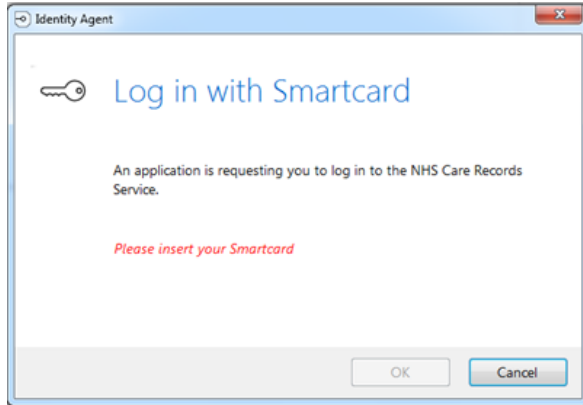 Identity Agent
Log in with Smartcard
An application is requesting you to log in to the NHS Care Records
Service.
Please insert your Smartcard
OK Cancel